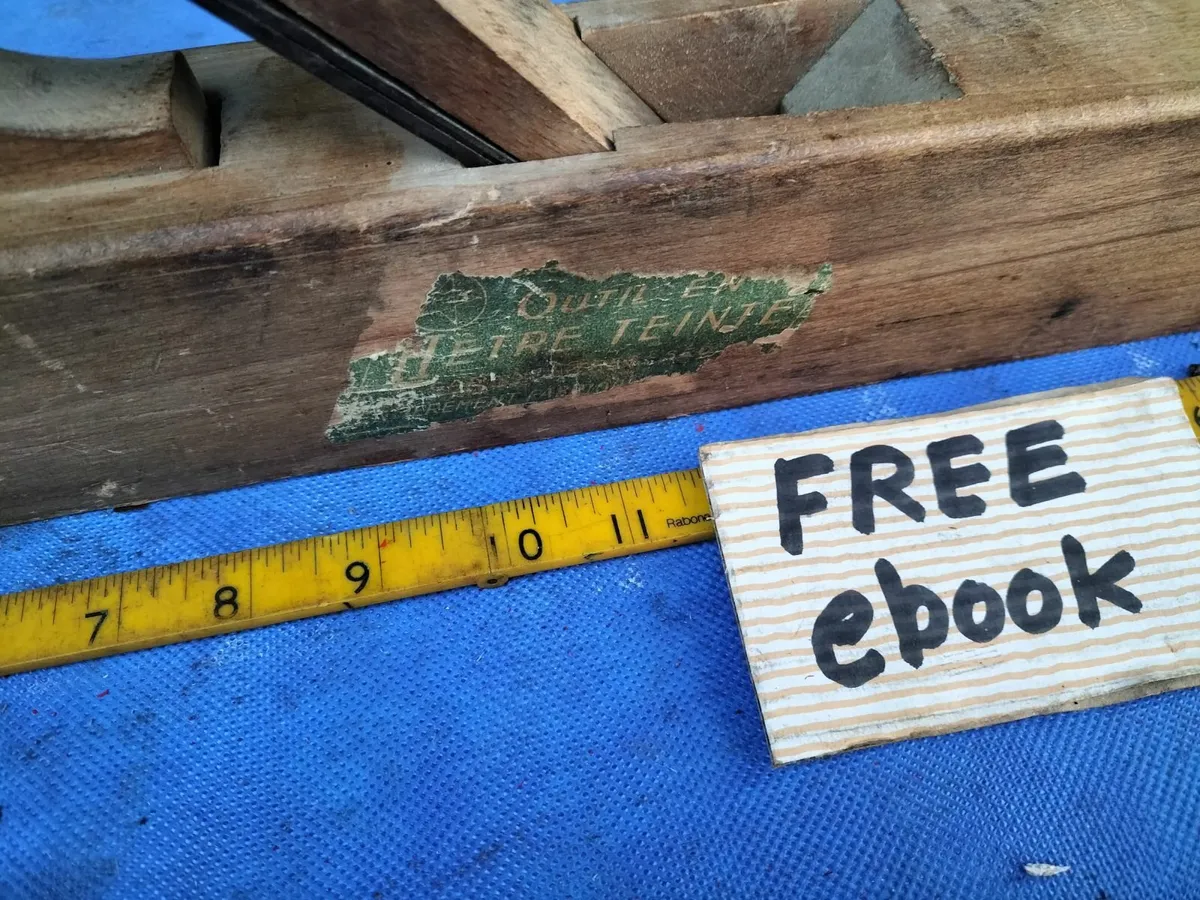 OUTIL EN
HETRE TEINTE
7 8 9 10 11 Rabone
FREE
ebook